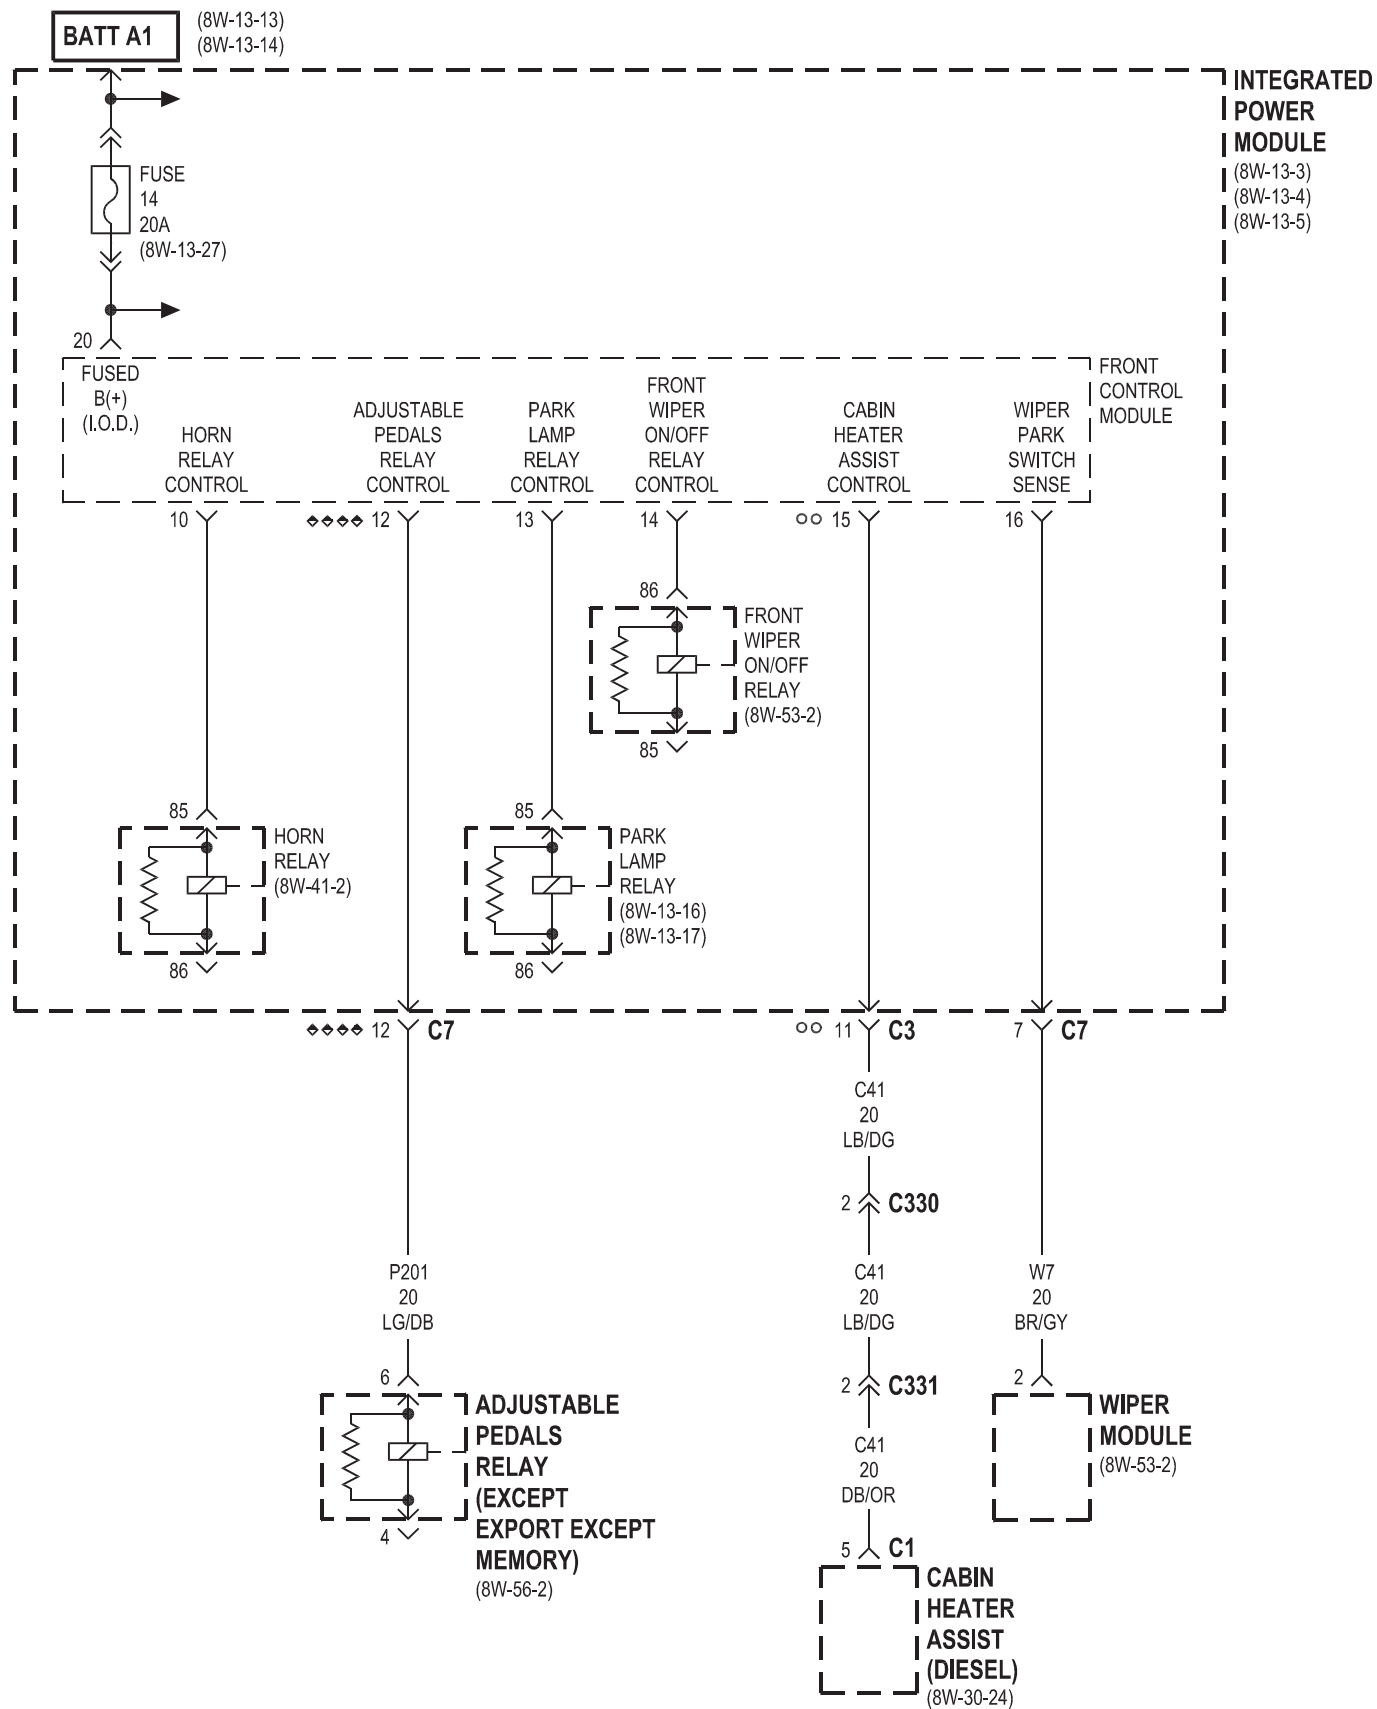 BATT A1
(8W-13-13)
(8W-13-14)
INTEGRATED
POWER
MODULE
(8W-13-3)
(8W-13-4)
(8W-13-5)
FUSE
14
20A
(8W-13-27)
20
FUSED
B(+)
(I.O.D.)
HORN
RELAY
CONTROL
ADJUSTABLE
PEDALS
RELAY
CONTROL
PARK
LAMP
RELAY
CONTROL
FRONT
WIPER
ON/OFF
RELAY
CONTROL
CABIN
HEATER
ASSIST
CONTROL
WIPER
PARK
SWITCH
SENSE
FRONT
CONTROL
MODULE
10
12
13
14
15
16
86
FRONT
WIPER
ON/OFF
RELAY
(8W-53-2)
85
85
HORN
RELAY
(8W-41-2)
86
85
PARK
LAMP
RELAY
(8W-13-16)
(8W-13-17)
86
12 C7
11 C3
7 C7
C41
20
LB/DG
2 C330
P201
20
LG/DB
C41
20
LB/DG
W7
20
BR/GY
6
ADJUSTABLE
PEDALS
RELAY
(EXCEPT
EXPORT EXCEPT
MEMORY)
(8W-56-2)
4
2 C331
C41
20
DB/OR
5 C1
CABIN
HEATER
ASSIST
(DIESEL)
(8W-30-24)
2
WIPER
MODULE
(8W-53-2)